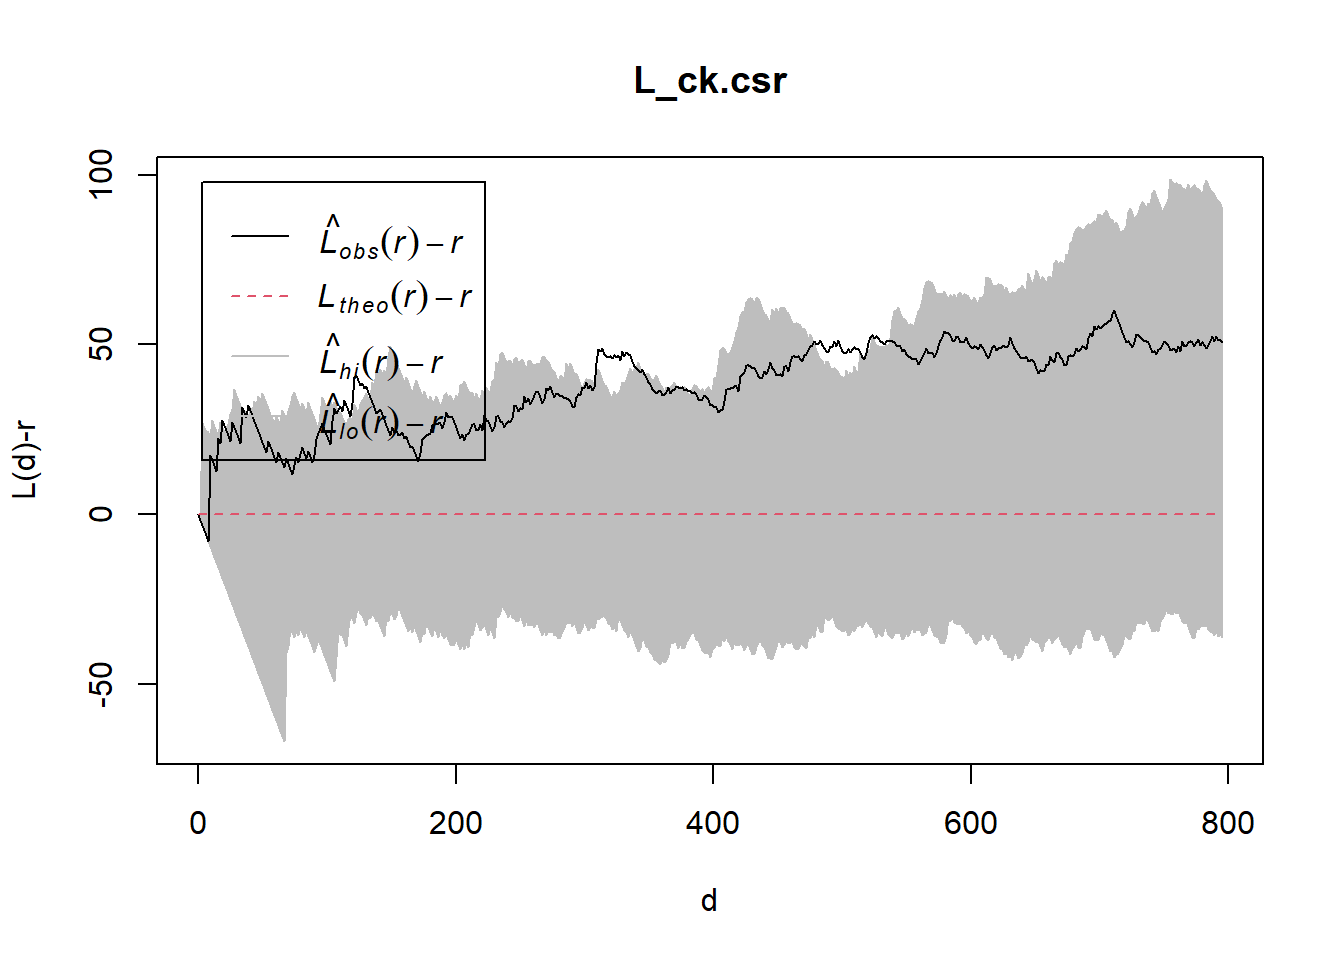 L_ck.csr
100
50
0
-50
L(d)-r
L̂obs(r) − r
Ltheo(r) − r
L̂hi(r) − r
L̂lo(r) − r
0 200 400 600 800
d